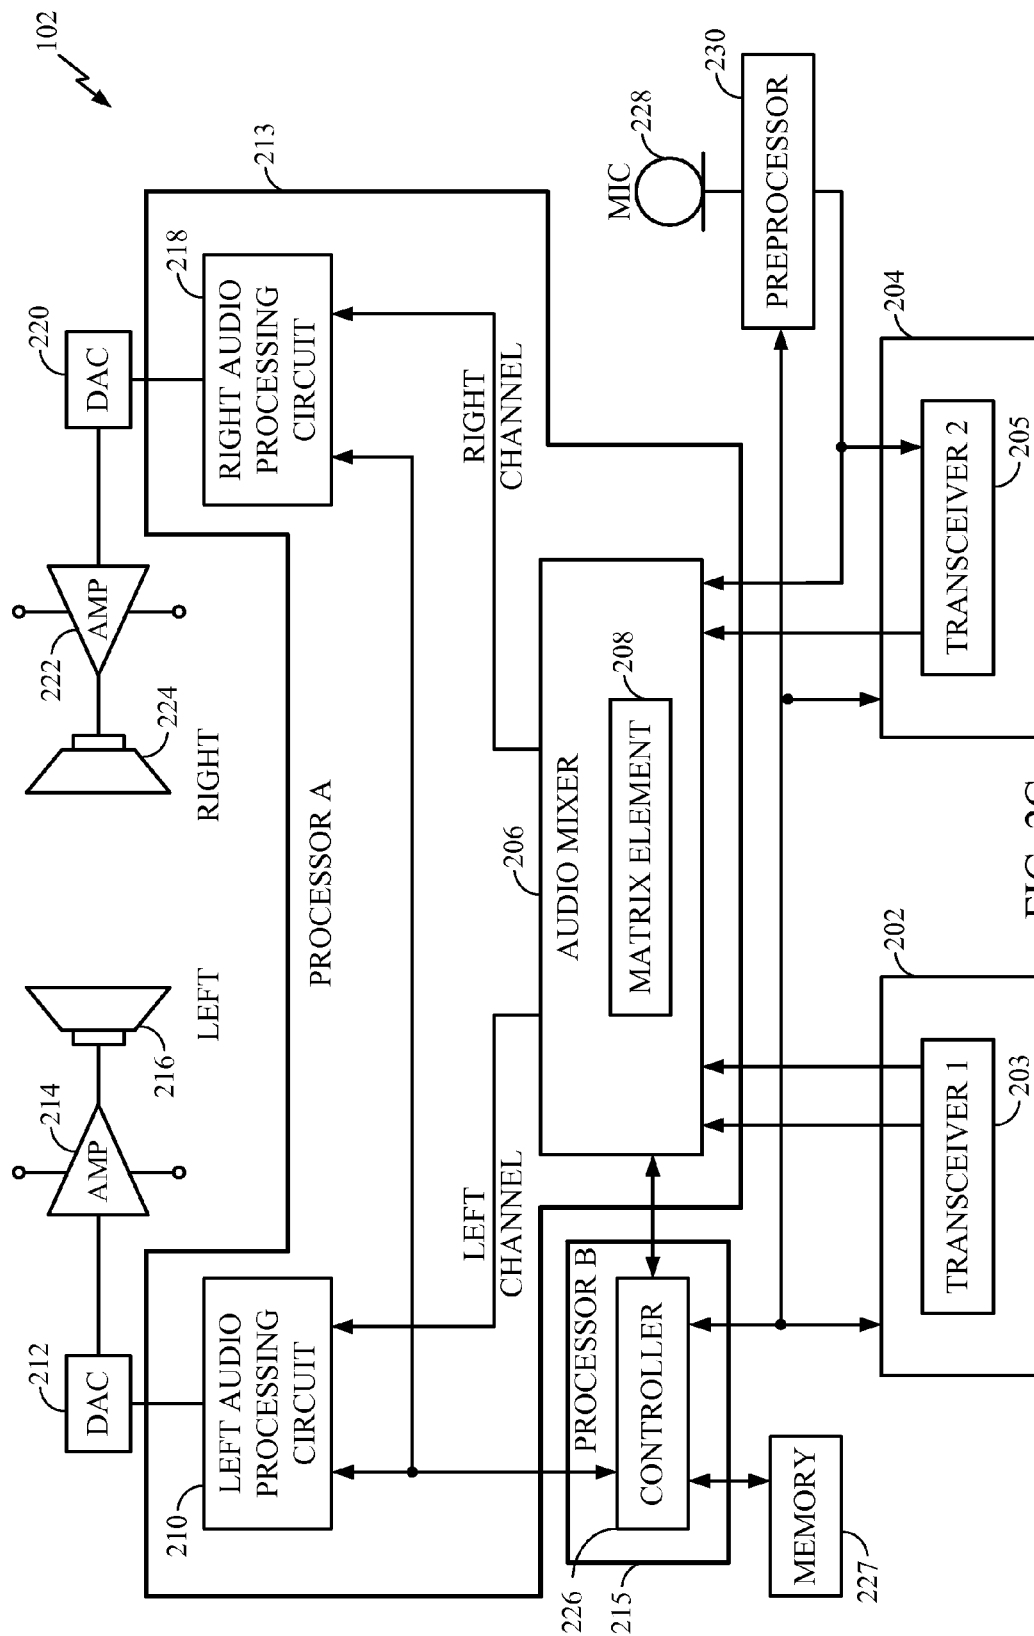 102
212
DAC
214
AMP
216
LEFT
224
RIGHT
222
AMP
220
DAC
210
LEFT AUDIO
PROCESSING
CIRCUIT
PROCESSOR A
218
RIGHT AUDIO
PROCESSING
CIRCUIT
213
LEFT
CHANNEL
RIGHT
CHANNEL
226
215
PROCESSOR B
CONTROLLER
206
AUDIO MIXER
208
MATRIX ELEMENT
MIC
228
230
PREPROCESSOR
MEMORY
227
202
TRANSCEIVER 1
203
204
TRANSCEIVER 2
205